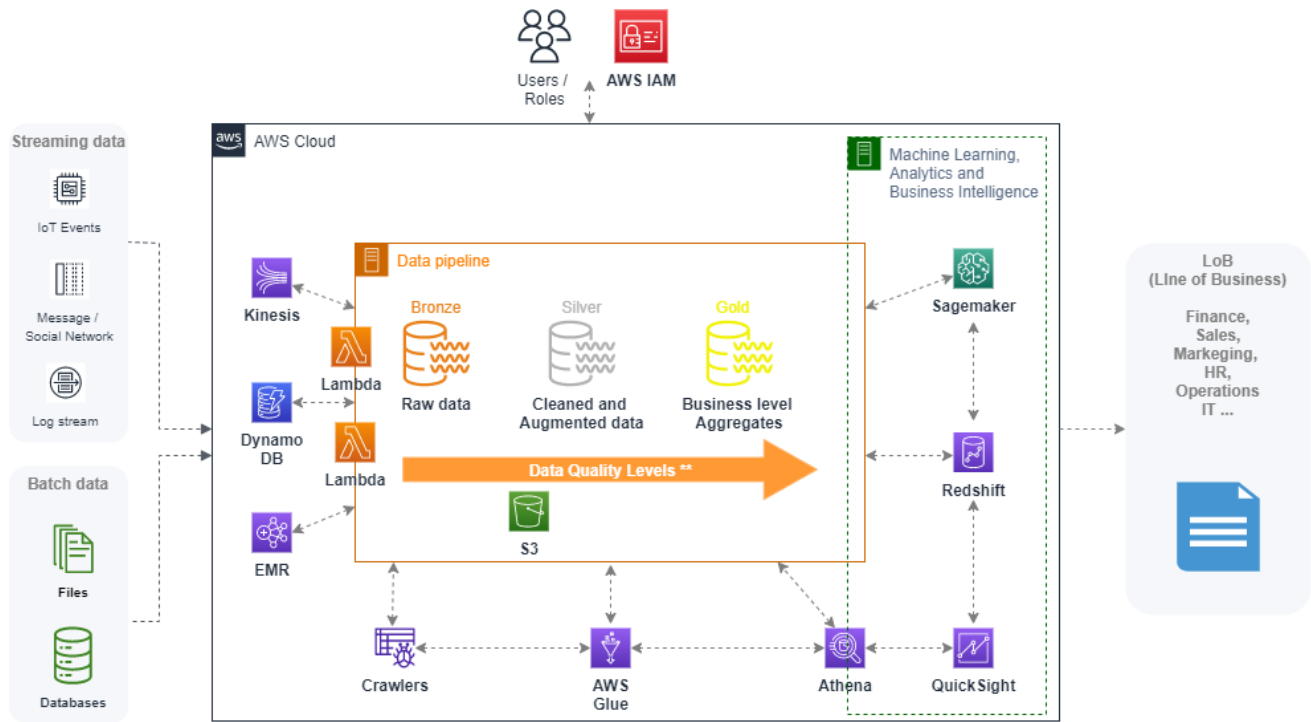 Users /
Roles
AWS IAM
Streaming data
IoT Events
Message /
Social Network
Log stream
Batch data
Files
Databases
aws
AWS Cloud
Machine Learning,
Analytics and
Business Intelligence
Kinesis
Lambda
Dynamo
DB
Lambda
EMR
Data pipeline
Bronze
Raw data
Silver
Cleaned and
Augmented data
Gold
Business level
Aggregates
Data Quality Levels **
S3
Sagemaker
Redshift
Crawlers
AWS
Glue
Athena
QuickSight
LoB
(LIne of Business)
Finance,
Sales,
Markeging,
HR,
Operations
IT ...